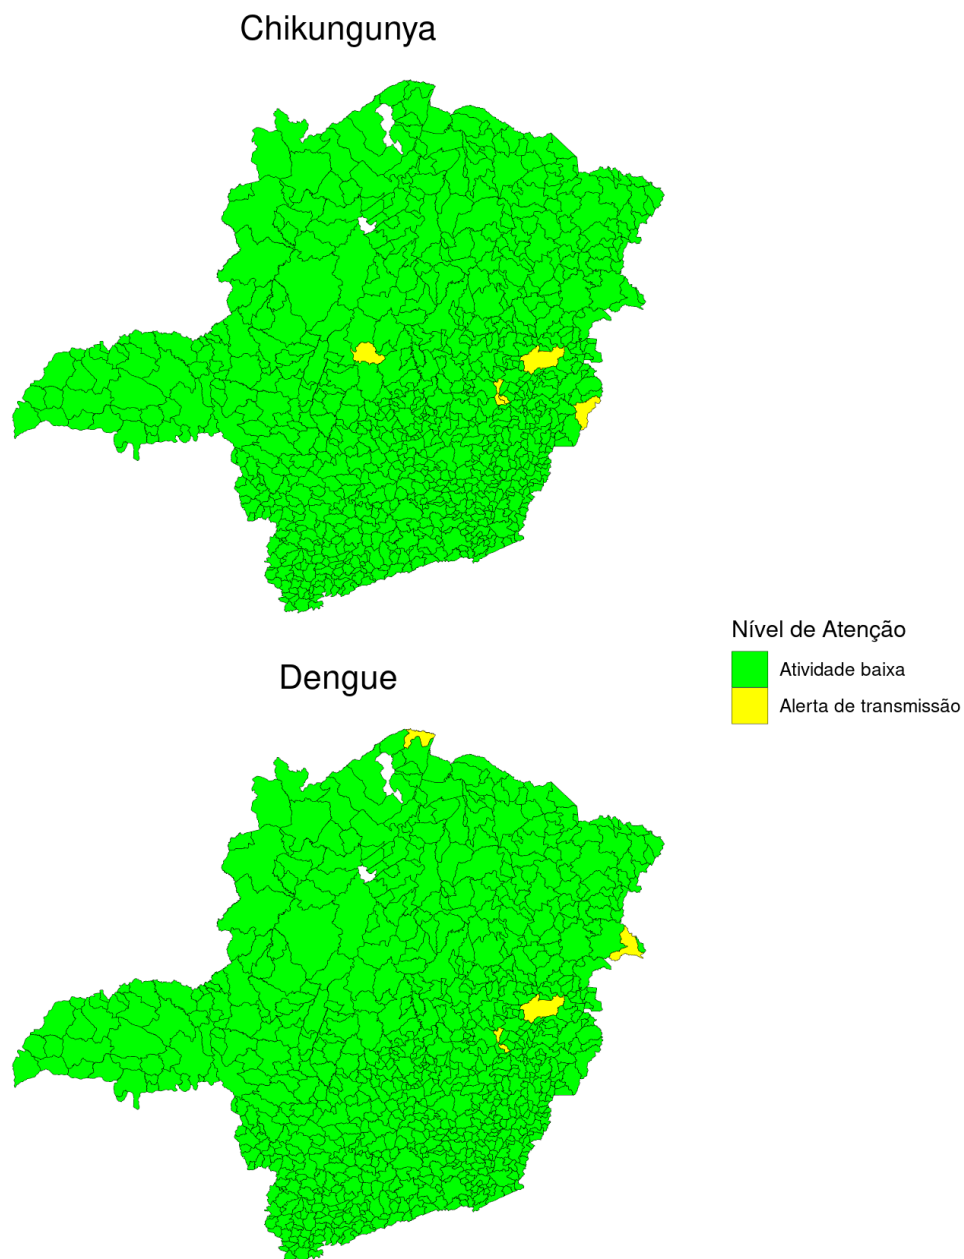 Chikungunya
Nível de Atenção
Atividade baixa
Alerta de transmissão
Dengue